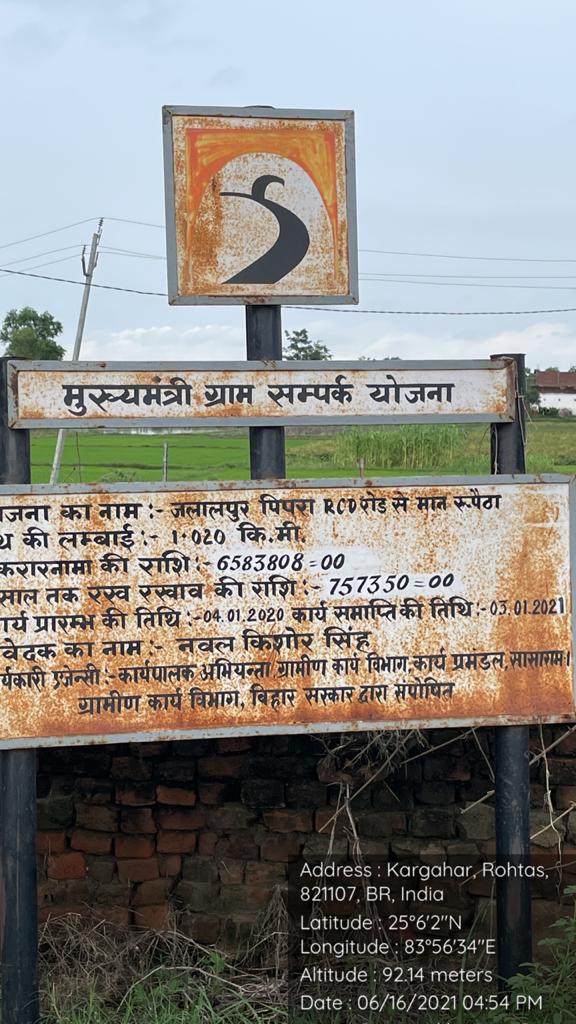 मुख्यमंत्री ग्राम सम्पर्क योजना
जना का नाम :- जलालपुर पिपरा RCD रोड से मान रूपैठा
थ की लम्बाई:- 1.020 कि.मी.
करारनामा की राशि :- 6583808=00
साल तक रख रखाव की राशि :- 757350=00
र्य प्रारम्भ की तिथि :-04.01.2020 कार्य समाप्ति की तिथि :-03.01.2021
वेदक का नाम :- नवल किशोर सिंह
र्यकारी एजेन्सी :- कार्यपालक अभियन्ता, ग्रामीण कार्य विभाग, कार्य प्रमंडल, सासाराम।
ग्रामीण कार्य विभाग, बिहार सरकार द्वारा संपोषित
Address : Kargahar, Rohtas,
821107, BR, India
Latitude : 25°6'2"N
Longitude : 83°56'34"E
Altitude : 92.14 meters
Date : 06/16/2021 04:54 PM